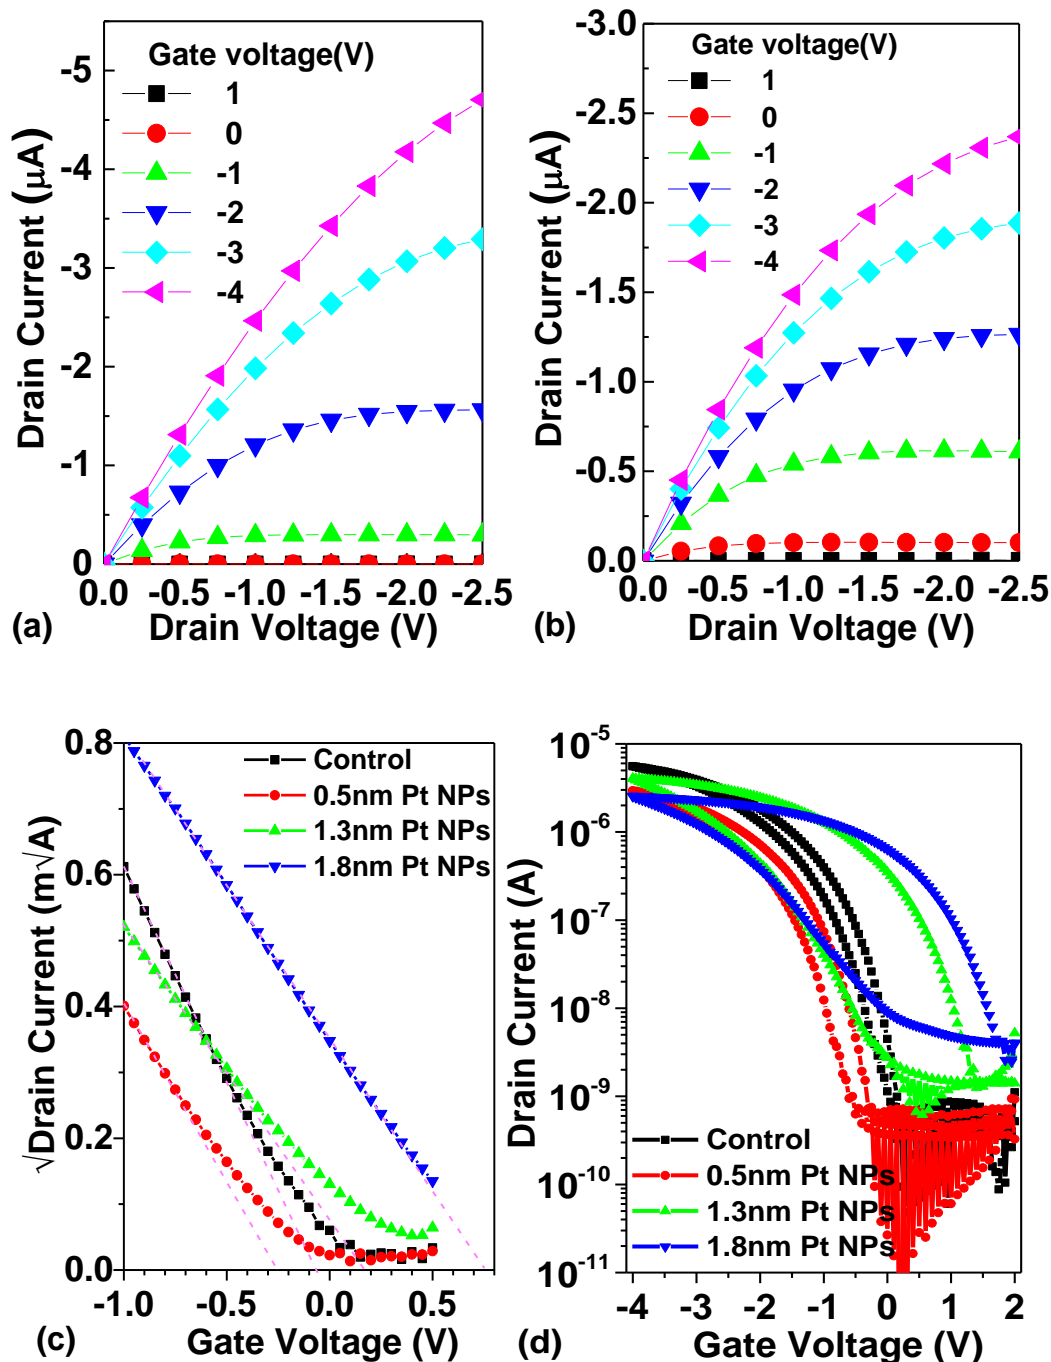 Gate voltage(V)
1
0
-1
-2
-3
-4
-5
-4
-3
-2
-1
0
Drain Current (μA)
0.0 -0.5 -1.0 -1.5 -2.0 -2.5
Drain Voltage (V)
(a)
Gate voltage(V)
1
0
-1
-2
-3
-4
-3.0
-2.5
-2.0
-1.5
-1.0
-0.5
0.0
Drain Current (μA)
0.0 -0.5 -1.0 -1.5 -2.0 -2.5
Drain Voltage (V)
(b)
Control
0.5nm Pt NPs
1.3nm Pt NPs
1.8nm Pt NPs
0.8
0.6
0.4
0.2
0.0
√Drain Current (m√A)
-1.0 -0.5 0.0 0.5
Gate Voltage (V)
(c)
10⁻⁵
10⁻⁶
10⁻⁷
10⁻⁸
10⁻⁹
10⁻¹⁰
10⁻¹¹
Drain Current (A)
Control
0.5nm Pt NPs
1.3nm Pt NPs
1.8nm Pt NPs
-4 -3 -2 -1 0 1 2
Gate Voltage (V)
(d)